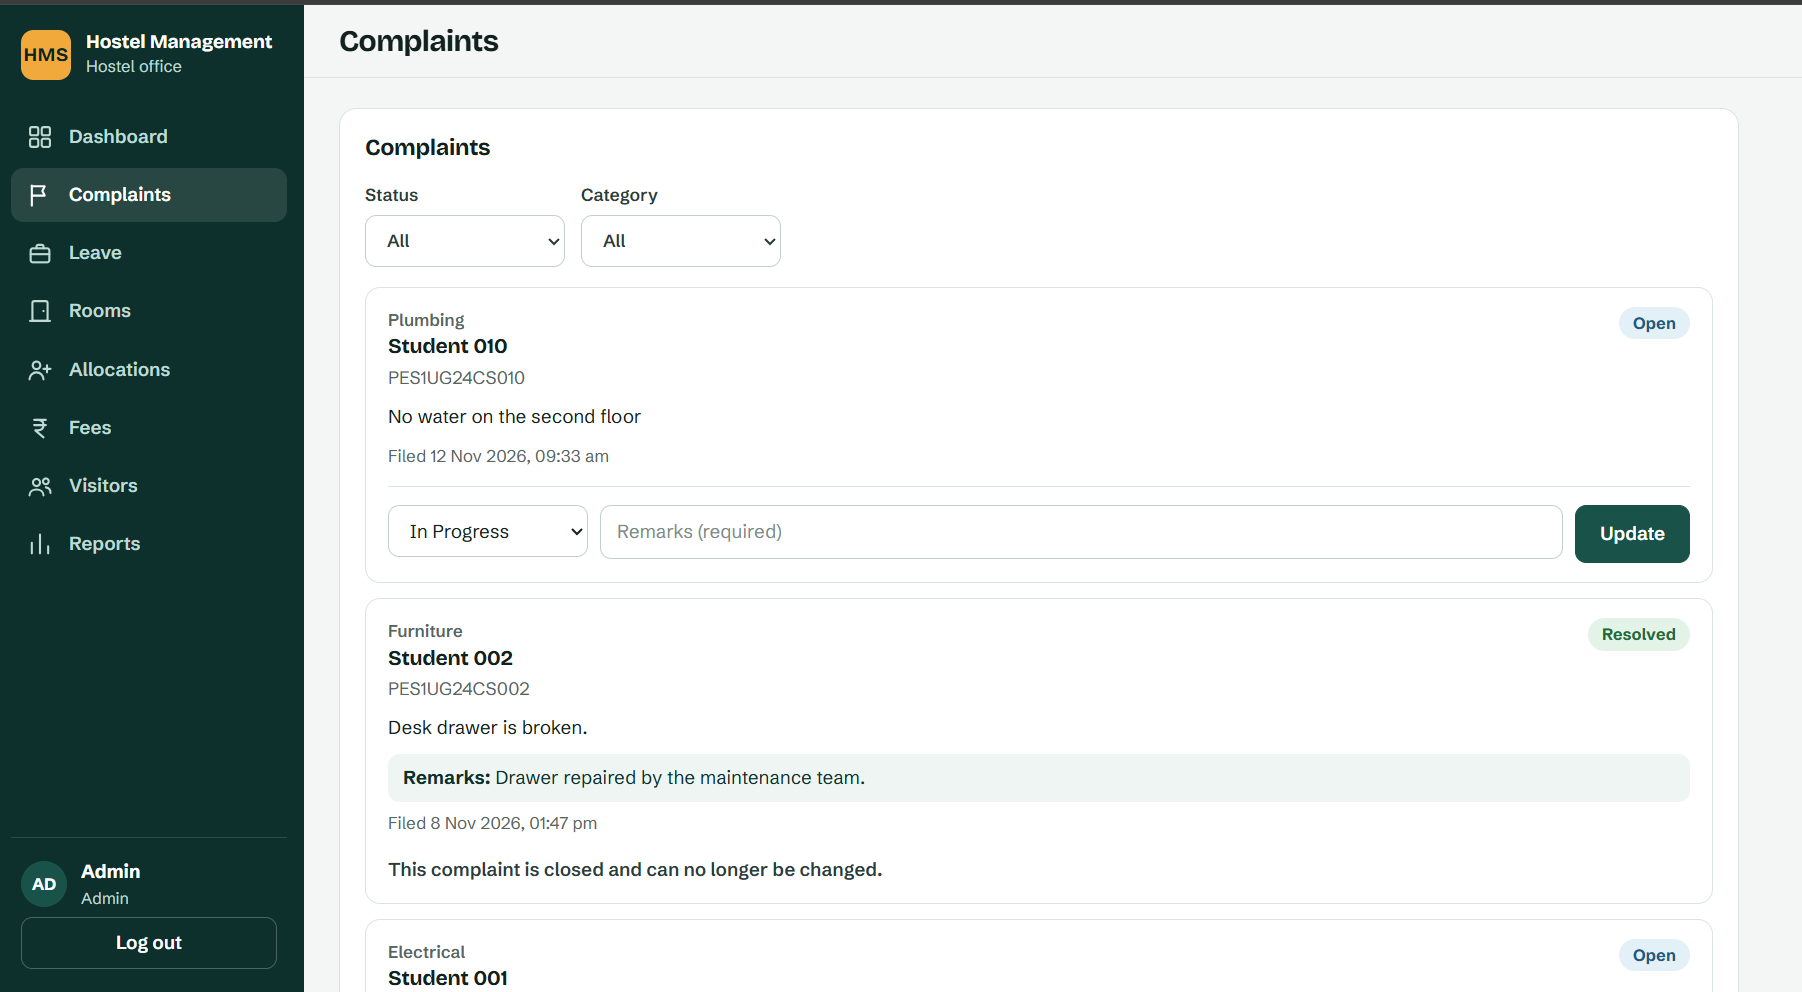 HMS
Hostel Management
Hostel office
Dashboard
Complaints
Leave
Rooms
Allocations
Fees
Visitors
Reports
AD
Admin
Admin
Log out
Complaints
Complaints
Status
Category
All
All
Plumbing
Open
Student 010
PES1UG24CS010
No water on the second floor
Filed 12 Nov 2026, 09:33 am
In Progress
Remarks (required)
Update
Furniture
Resolved
Student 002
PES1UG24CS002
Desk drawer is broken.
Remarks: Drawer repaired by the maintenance team.
Filed 8 Nov 2026, 01:47 pm
This complaint is closed and can no longer be changed.
Electrical
Open
Student 001